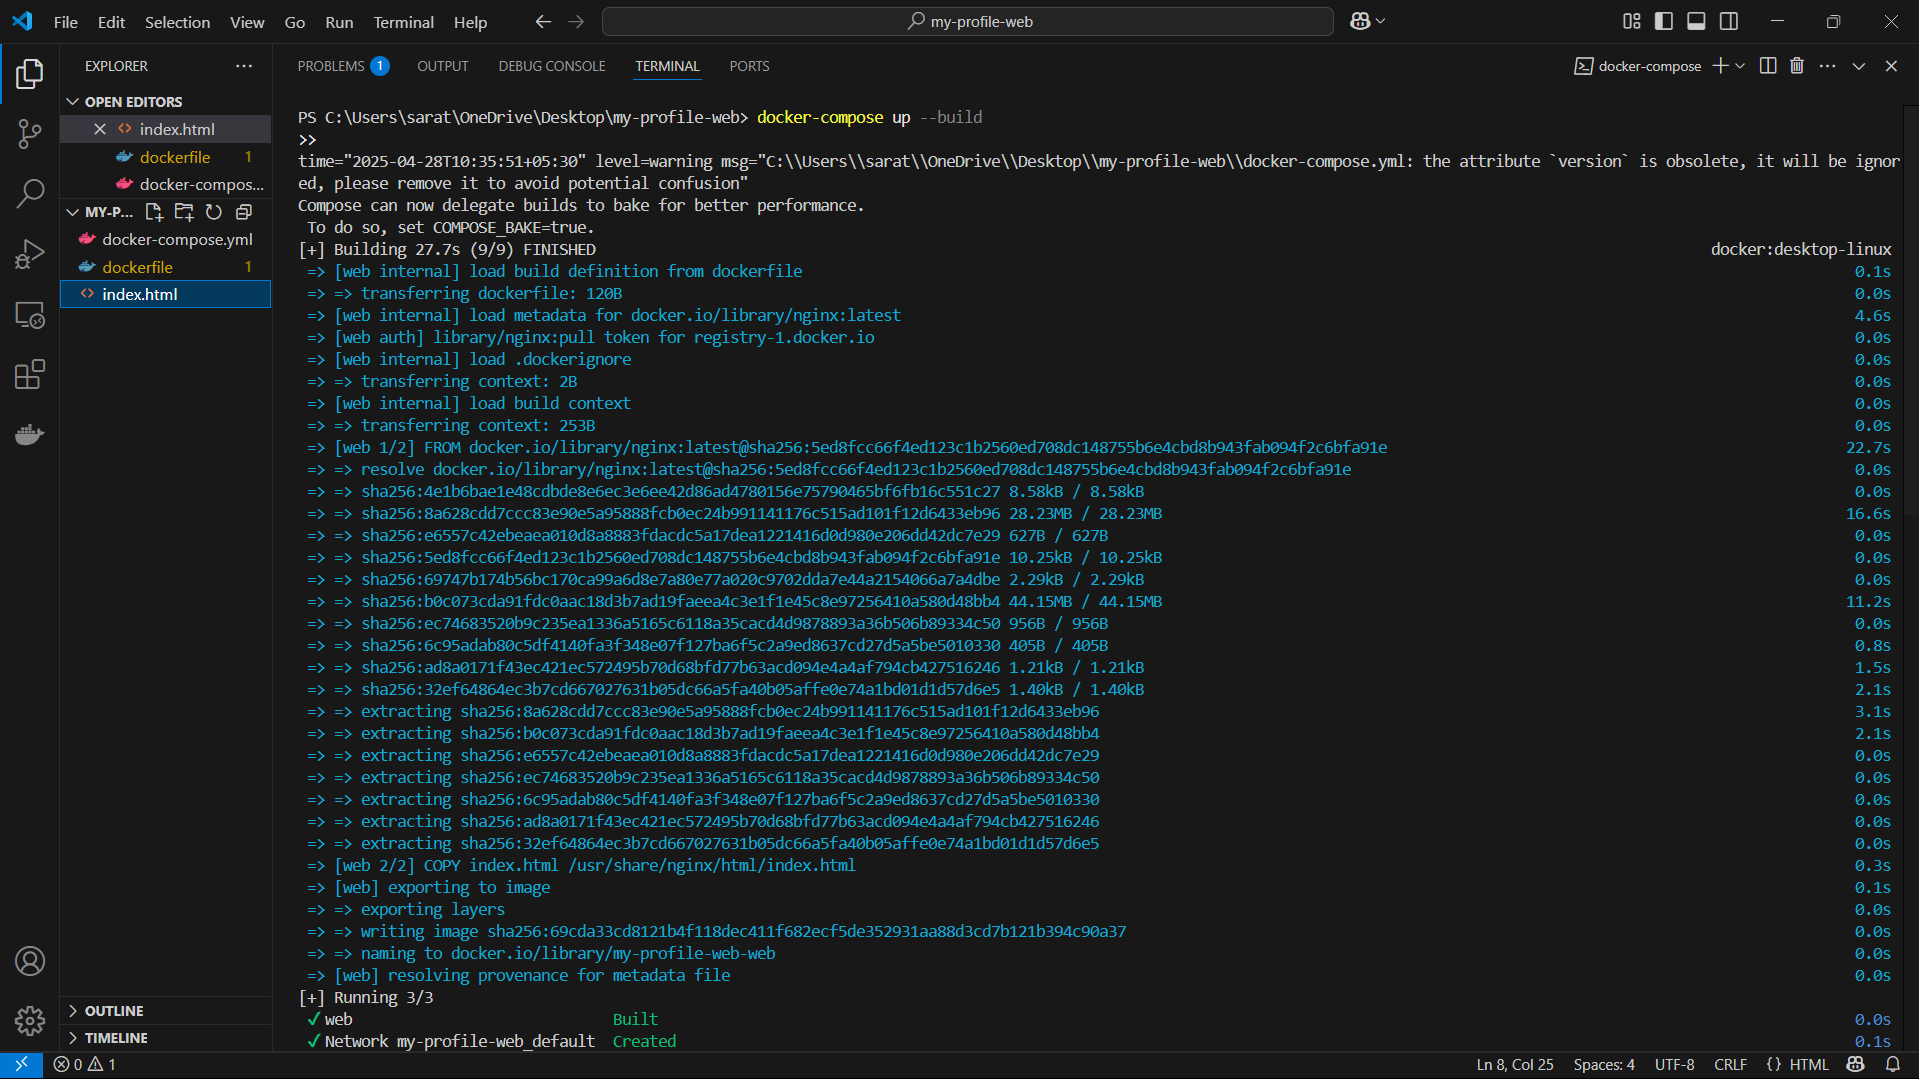 File Edit Selection View Go Run Terminal Help
my-profile-web
EXPLORER
OPEN EDITORS
index.html
dockerfile 1
docker-compos...
MY-P...
docker-compose.yml
dockerfile 1
index.html
OUTLINE
TIMELINE
PROBLEMS 1 OUTPUT DEBUG CONSOLE TERMINAL PORTS
docker-compose
PS C:\Users\sarat\OneDrive\Desktop\my-profile-web> docker-compose up --build
>>
time="2025-04-28T10:35:51+05:30" level=warning msg="C:\\Users\\sarat\\OneDrive\\Desktop\\my-profile-web\\docker-compose.yml: the attribute `version` is obsolete, it will be ignor
ed, please remove it to avoid potential confusion"
Compose can now delegate builds to bake for better performance.
To do so, set COMPOSE_BAKE=true.
[+] Building 27.7s (9/9) FINISHED docker:desktop-linux
=> [web internal] load build definition from dockerfile 0.1s
=> => transferring dockerfile: 120B 0.0s
=> [web internal] load metadata for docker.io/library/nginx:latest 4.6s
=> [web auth] library/nginx:pull token for registry-1.docker.io 0.0s
=> [web internal] load .dockerignore 0.0s
=> => transferring context: 2B 0.0s
=> [web internal] load build context 0.0s
=> => transferring context: 253B 0.0s
=> [web 1/2] FROM docker.io/library/nginx:latest@sha256:5ed8fcc66f4ed123c1b2560ed708dc148755b6e4cbd8b943fab094f2c6bfa91e 22.7s
=> => resolve docker.io/library/nginx:latest@sha256:5ed8fcc66f4ed123c1b2560ed708dc148755b6e4cbd8b943fab094f2c6bfa91e 0.0s
=> => sha256:4e1b6bae1e48cdbde8e6ec3e6ee42d86ad4780156e75790465bf6fb16c551c27 8.58kB / 8.58kB 0.0s
=> => sha256:8a628cdd7ccc83e90e5a95888fcb0ec24b991141176c515ad101f12d6433eb96 28.23MB / 28.23MB 16.6s
=> => sha256:e6557c42ebeaea010d8a8883fdacdc5a17dea1221416d0d980e206dd42dc7e29 627B / 627B 0.0s
=> => sha256:5ed8fcc66f4ed123c1b2560ed708dc148755b6e4cbd8b943fab094f2c6bfa91e 10.25kB / 10.25kB 0.0s
=> => sha256:69747b174b56bc170ca99a6d8e7a80e77a020c9702dda7e44a2154066a7a4dbe 2.29kB / 2.29kB 0.0s
=> => sha256:b0c073cda91fdc0aac18d3b7ad19faeea4c3e1f1e45c8e97256410a580d48bb4 44.15MB / 44.15MB 11.2s
=> => sha256:ec74683520b9c235ea1336a5165c6118a35cacd4d9878893a36b506b89334c50 956B / 956B 0.0s
=> => sha256:6c95adab80c5df4140fa3f348e07f127ba6f5c2a9ed8637cd27d5a5be5010330 405B / 405B 0.8s
=> => sha256:ad8a0171f43ec421ec572495b70d68bfd77b63acd094e4a4af794cb427516246 1.21kB / 1.21kB 1.5s
=> => sha256:32ef64864ec3b7cd667027631b05dc66a5fa40b05affe0e74a1bd01d1d57d6e5 1.40kB / 1.40kB 2.1s
=> => extracting sha256:8a628cdd7ccc83e90e5a95888fcb0ec24b991141176c515ad101f12d6433eb96 3.1s
=> => extracting sha256:b0c073cda91fdc0aac18d3b7ad19faeea4c3e1f1e45c8e97256410a580d48bb4 2.1s
=> => extracting sha256:e6557c42ebeaea010d8a8883fdacdc5a17dea1221416d0d980e206dd42dc7e29 0.0s
=> => extracting sha256:ec74683520b9c235ea1336a5165c6118a35cacd4d9878893a36b506b89334c50 0.0s
=> => extracting sha256:6c95adab80c5df4140fa3f348e07f127ba6f5c2a9ed8637cd27d5a5be5010330 0.0s
=> => extracting sha256:ad8a0171f43ec421ec572495b70d68bfd77b63acd094e4a4af794cb427516246 0.0s
=> => extracting sha256:32ef64864ec3b7cd667027631b05dc66a5fa40b05affe0e74a1bd01d1d57d6e5 0.0s
=> [web 2/2] COPY index.html /usr/share/nginx/html/index.html 0.3s
=> [web] exporting to image 0.1s
=> => exporting layers 0.0s
=> => writing image sha256:69cda33cd8121b4f118dec411f682ecf5de352931aa88d3cd7b121b394c90a37 0.0s
=> => naming to docker.io/library/my-profile-web-web 0.0s
=> [web] resolving provenance for metadata file 0.0s
[+] Running 3/3
✓ web Built 0.0s
✓ Network my-profile-web_default Created 0.1s
0 1 Ln 8, Col 25 Spaces: 4 UTF-8 CRLF {} HTML